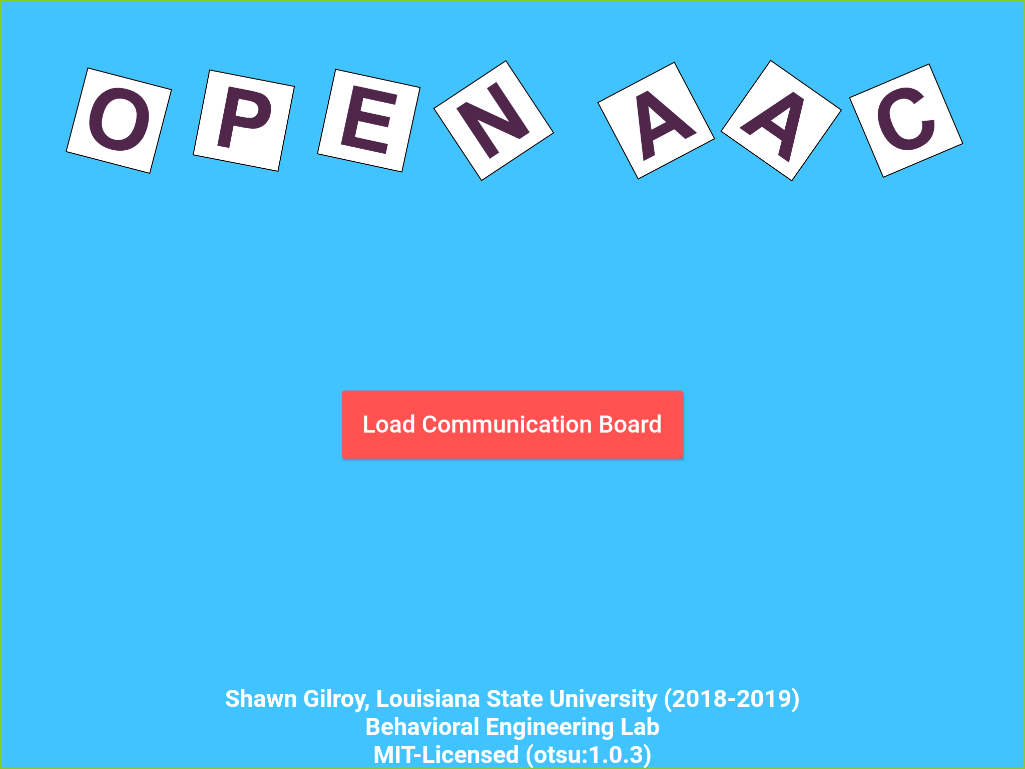 OPEN AAC
Load Communication Board
Shawn Gilroy, Louisiana State University (2018-2019)
Behavioral Engineering Lab
MIT-Licensed (otsu:1.0.3)